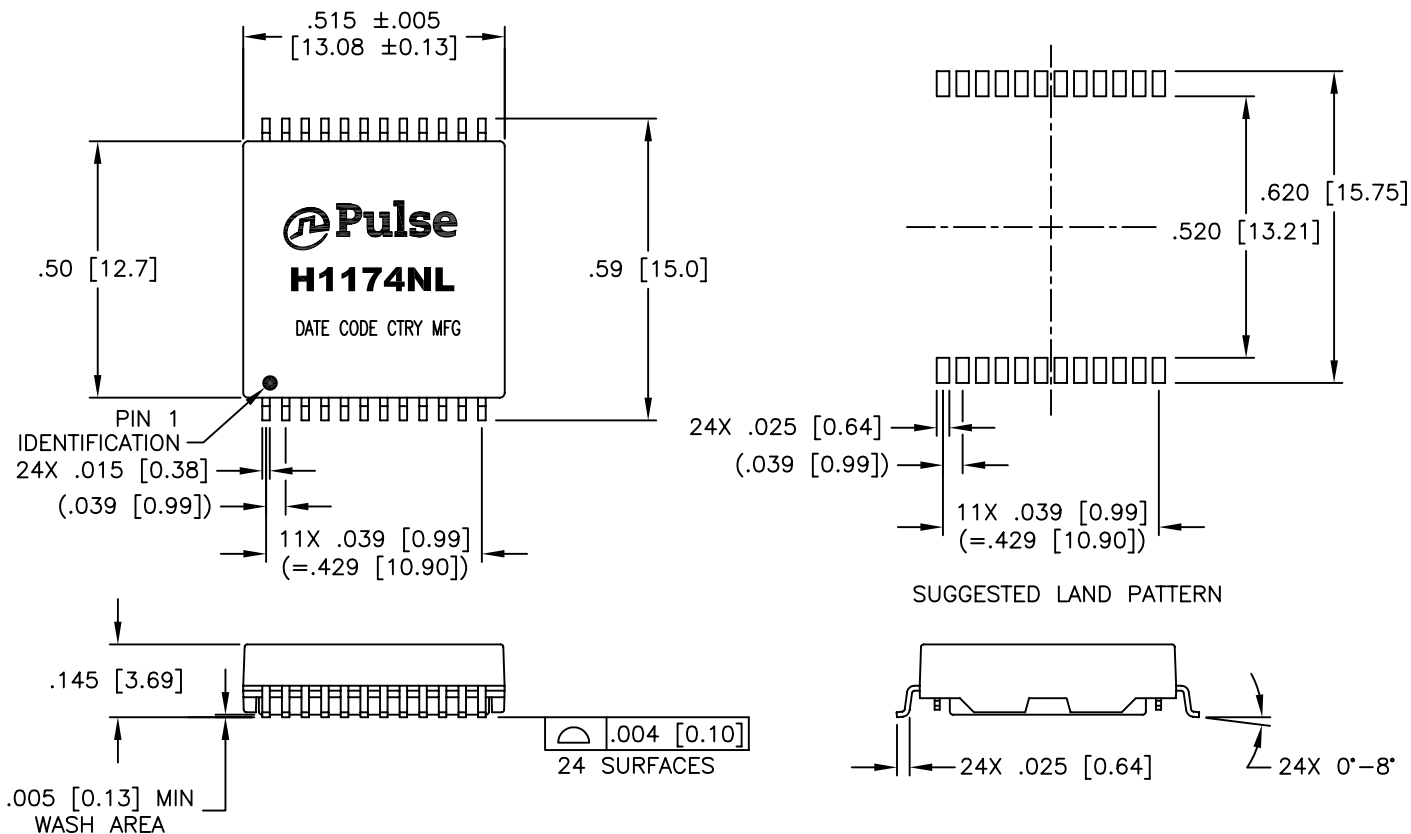 .515 ±.005
[13.08 ±0.13]
.50 [12.7]
Pulse
H1174NL
DATE CODE CTRY MFG
.59 [15.0]
PIN 1
IDENTIFICATION
24X .015 [0.38]
(.039 [0.99])
11X .039 [0.99]
(=.429 [10.90])
.620 [15.75]
.520 [13.21]
24X .025 [0.64]
(.039 [0.99])
11X .039 [0.99]
(=.429 [10.90])
SUGGESTED LAND PATTERN
.145 [3.69]
.005 [0.13] MIN
WASH AREA
.004 [0.10]
24 SURFACES
24X .025 [0.64]
24X 0°-8°